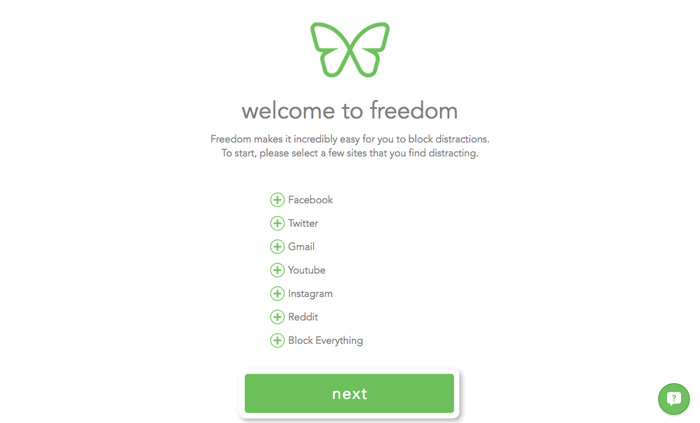 welcome to freedom
Freedom makes it incredibly easy for you to block distractions.
To start, please select a few sites that you find distracting.
Facebook
Twitter
Gmail
Youtube
Instagram
Reddit
Block Everything
next
?